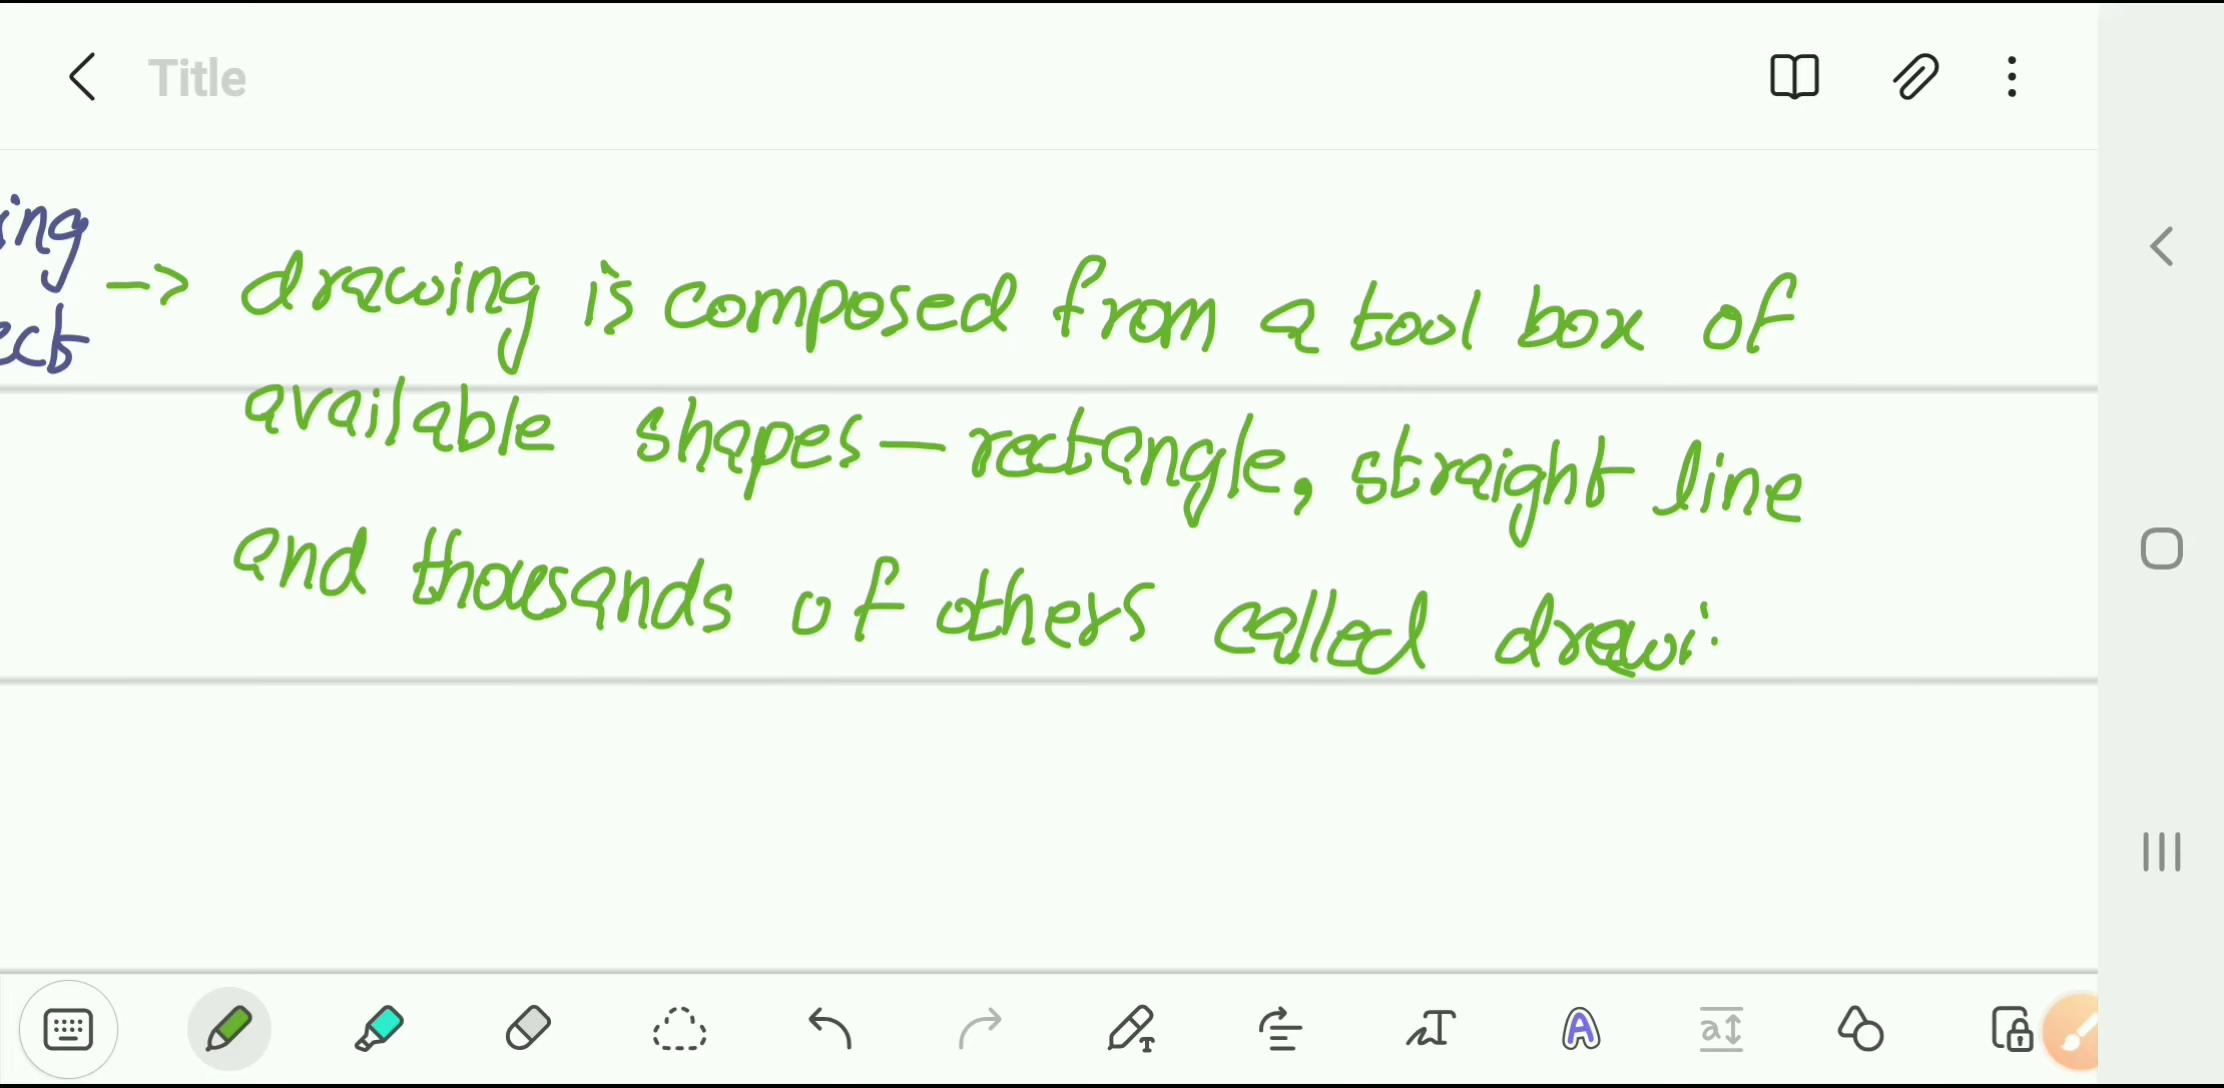 Title
ing
-> drawing is composed from a tool box of
ect
available shapes - rectangle, straight line
and thousands of others called drawi